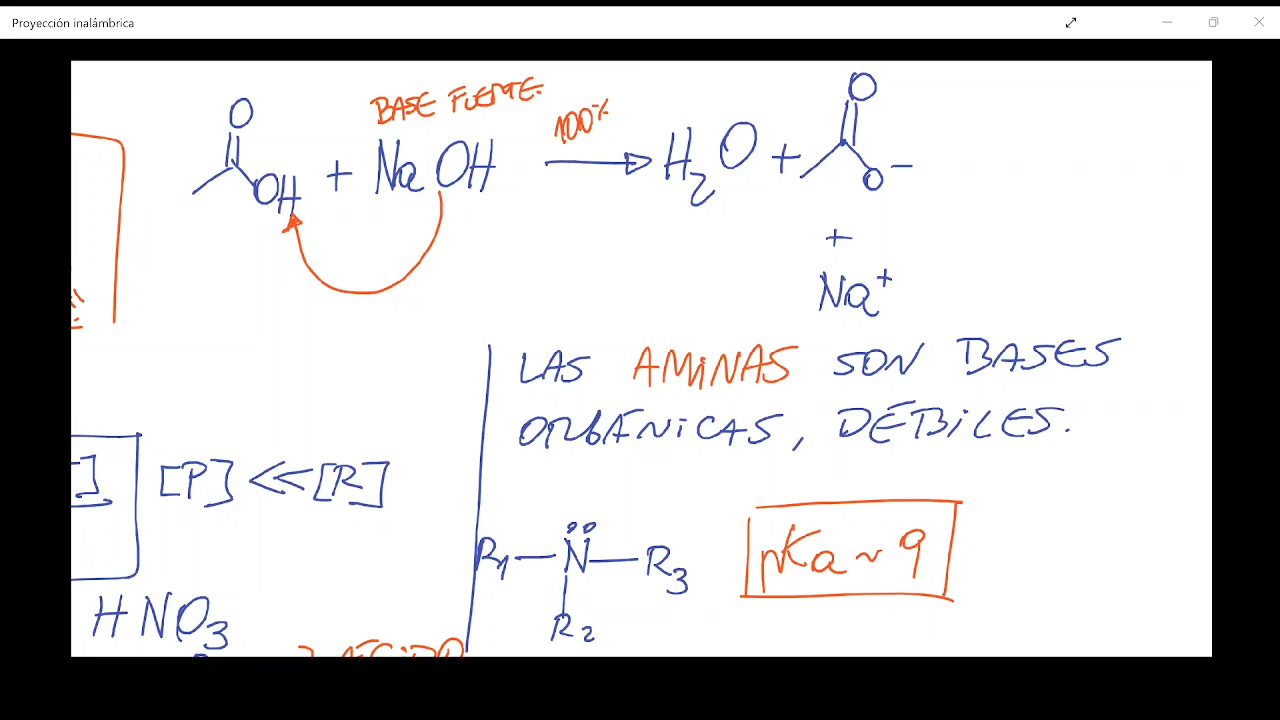 Proyección inalámbrica
BASE FUERTE
100%
O
OH + NaOH → H2O + O
O-
+
Na+
LAS AMINAS SON BASES
ORGÁNICAS, DÉBILES.
[P] << [R]
R1 — N̈ — R3
R2
pKa ~ 9
HNO3